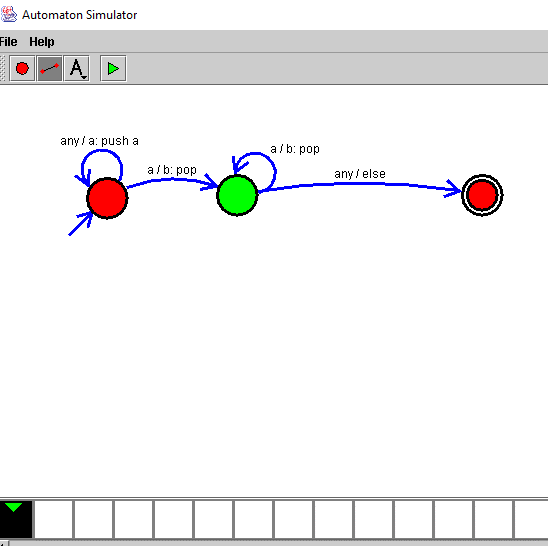 Automaton Simulator
File Help
A
any / a: push a
a / b: pop
a / b: pop
any / else